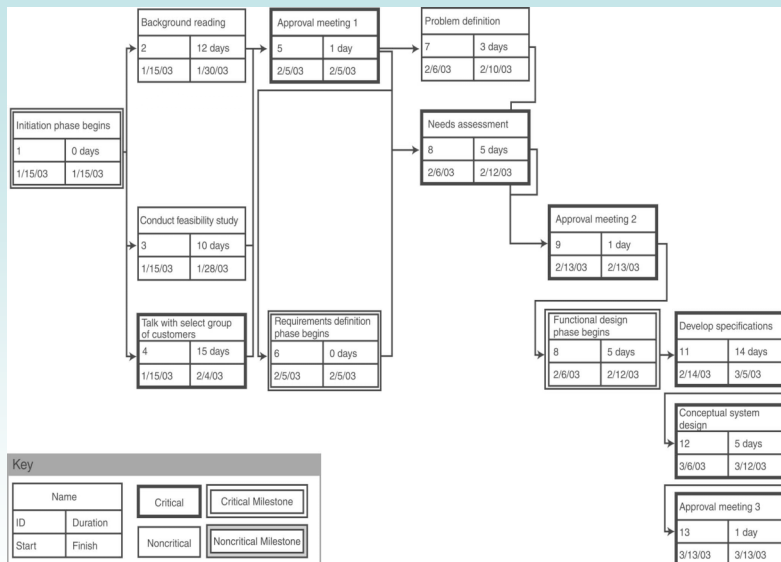 Initiation phase begins
1 0 days
1/15/03 1/15/03
Background reading
2 12 days
1/15/03 1/30/03
Conduct feasibility study
3 10 days
1/15/03 1/28/03
Talk with select group
of customers
4 15 days
1/15/03 2/4/03
Approval meeting 1
5 1 day
2/5/03 2/5/03
Requirements definition
phase begins
6 0 days
2/5/03 2/5/03
Problem definition
7 3 days
2/6/03 2/10/03
Needs assessment
8 5 days
2/6/03 2/12/03
Approval meeting 2
9 1 day
2/13/03 2/13/03
Functional design
phase begins
8 5 days
2/6/03 2/12/03
Develop specifications
11 14 days
2/14/03 3/5/03
Conceptual system
design
12 5 days
3/6/03 3/12/03
Approval meeting 3
13 1 day
3/13/03 3/13/03
Key
Name
ID Duration
Start Finish
Critical
Critical Milestone
Noncritical
Noncritical Milestone